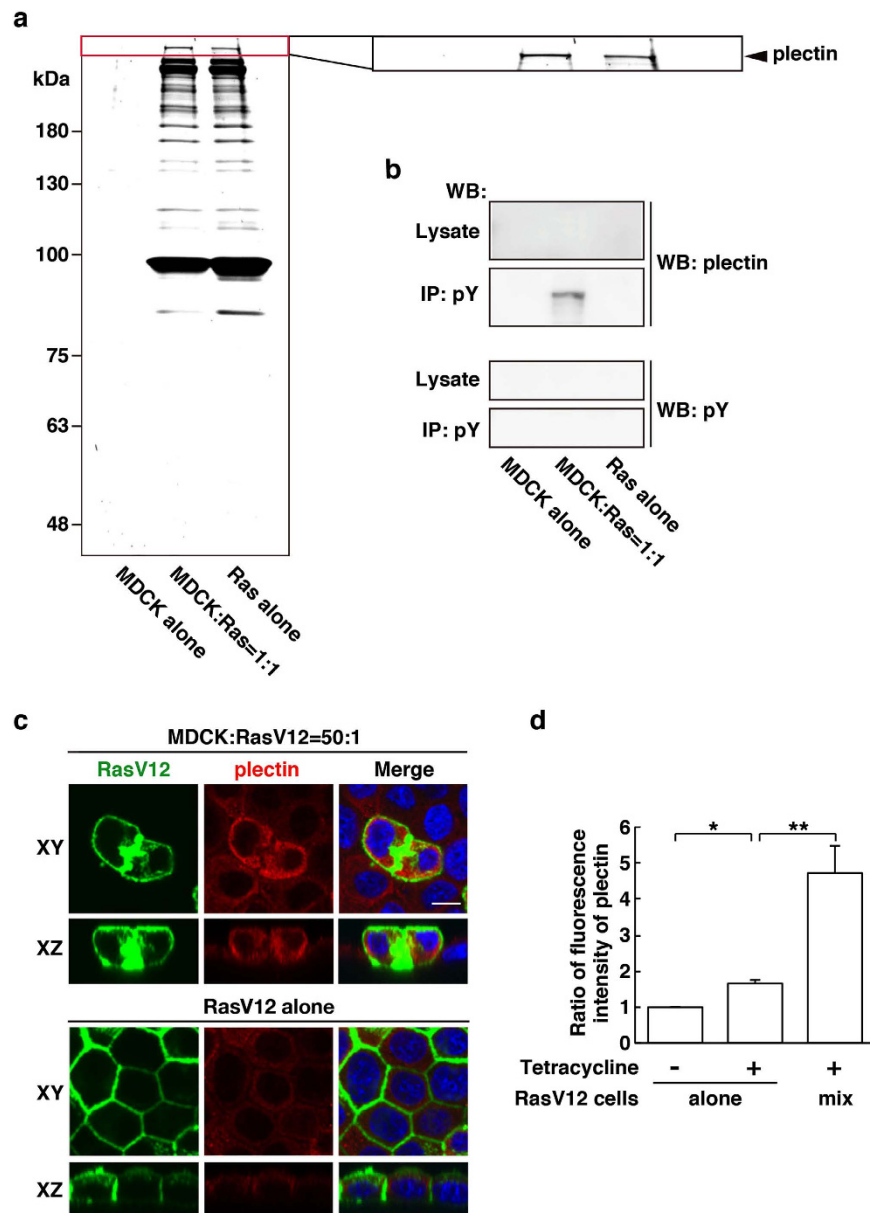 a
plectin
kDa
180
130
100
75
63
48
MDCK alone
MDCK:Ras=1:1
Ras alone
b
WB:
Lysate
IP: pY
WB: plectin
Lysate
IP: pY
WB: pY
MDCK alone
MDCK:Ras=1:1
Ras alone
c
MDCK:RasV12=50:1
RasV12 plectin Merge
XY
XZ
RasV12 alone
XY
XZ
d
Ratio of fluorescence
intensity of plectin
6
5
4
3
2
1
0
* **
Tetracycline - + +
RasV12 cells alone mix